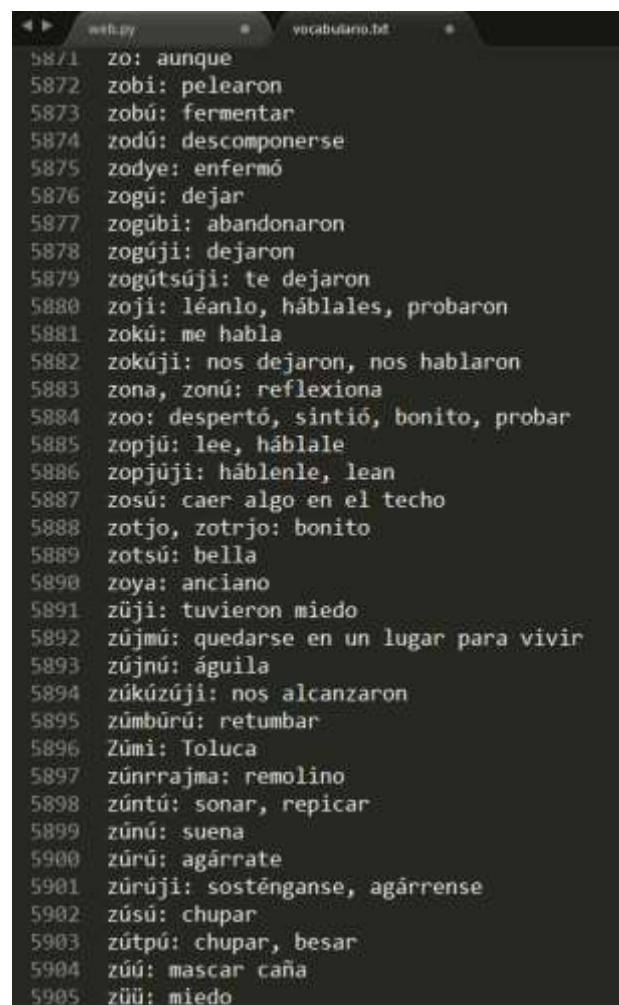 web.py vocabulario.txt
5871 zo: aunque
5872 zobi: pelearon
5873 zobú: fermentar
5874 zodú: descomponerse
5875 zodye: enfermó
5876 zogú: dejar
5877 zogúbi: abandonaron
5878 zogúji: dejaron
5879 zogútsúji: te dejaron
5880 zoji: léanlo, háblales, probaron
5881 zokú: me habla
5882 zokúji: nos dejaron, nos hablaron
5883 zona, zonú: reflexiona
5884 zoo: despertó, sintió, bonito, probar
5885 zopjú: lee, háblale
5886 zopjúji: háblenle, lean
5887 zosú: caer algo en el techo
5888 zotjo, zotrjo: bonito
5889 zotsú: bella
5890 zoya: anciano
5891 züji: tuvieron miedo
5892 zújmú: quedarse en un lugar para vivir
5893 zújnú: águila
5894 zúkúzúji: nos alcanzaron
5895 zúmbúrú: retumbar
5896 Zúmi: Toluca
5897 zúnrrajma: remolino
5898 zúntú: sonar, repicar
5899 zúnú: suena
5900 zúrú: agárrate
5901 zúrúji: sosténganse, agárrense
5902 zúsú: chupar
5903 zútpú: chupar, besar
5904 zúú: mascar caña
5905 züü: miedo